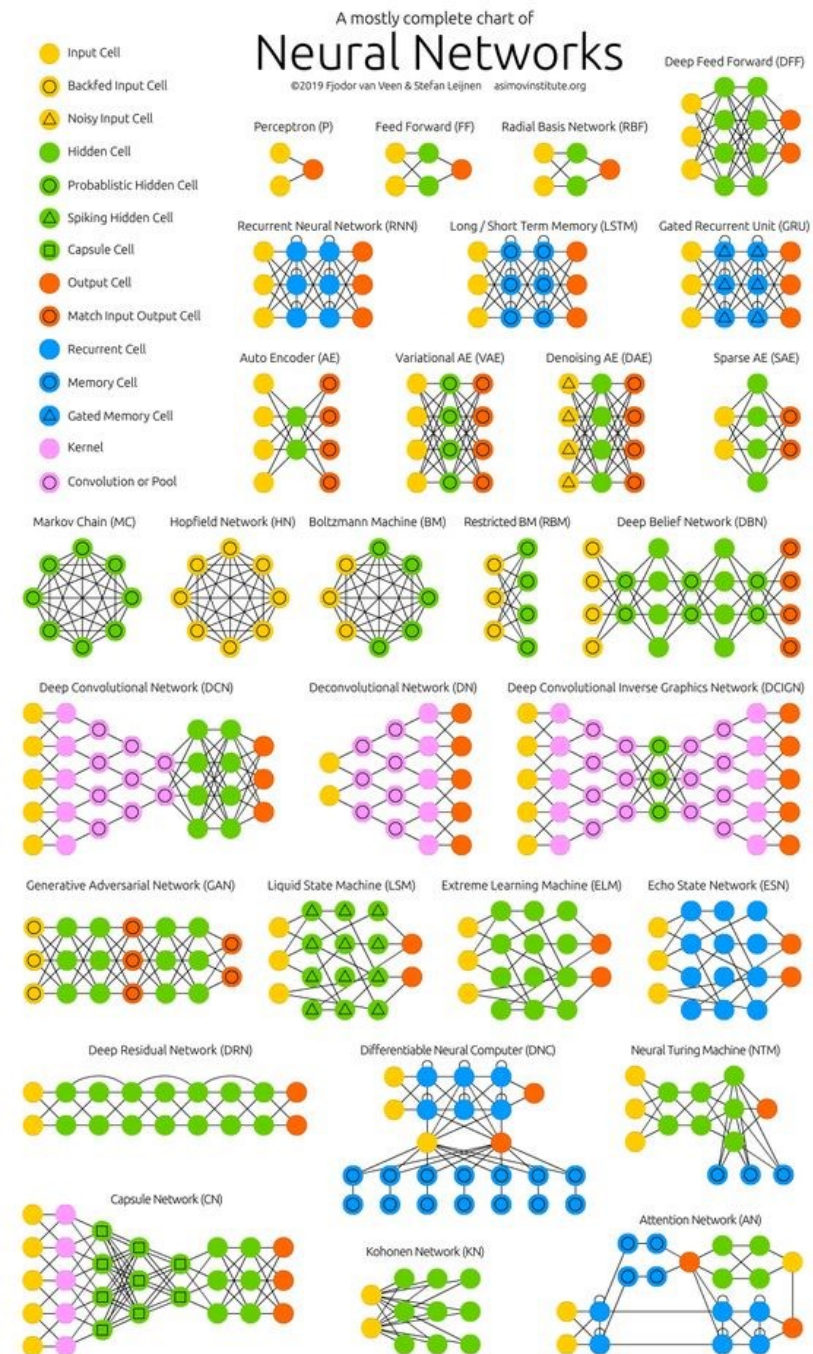 A mostly complete chart of
Neural Networks
©2019 Fjodor van Veen & Stefan Leijnen asimovinstitute.org
Input Cell
Backfed Input Cell
Noisy Input Cell
Hidden Cell
Probablistic Hidden Cell
Spiking Hidden Cell
Capsule Cell
Output Cell
Match Input Output Cell
Recurrent Cell
Memory Cell
Gated Memory Cell
Kernel
Convolution or Pool
Deep Feed Forward (DFF)
Perceptron (P)
Feed Forward (FF)
Radial Basis Network (RBF)
Recurrent Neural Network (RNN)
Long / Short Term Memory (LSTM)
Gated Recurrent Unit (GRU)
Auto Encoder (AE)
Variational AE (VAE)
Denoising AE (DAE)
Sparse AE (SAE)
Markov Chain (MC)
Hopfield Network (HN)
Boltzmann Machine (BM)
Restricted BM (RBM)
Deep Belief Network (DBN)
Deep Convolutional Network (DCN)
Deconvolutional Network (DN)
Deep Convolutional Inverse Graphics Network (DCIGN)
Generative Adversarial Network (GAN)
Liquid State Machine (LSM)
Extreme Learning Machine (ELM)
Echo State Network (ESN)
Deep Residual Network (DRN)
Differentiable Neural Computer (DNC)
Neural Turing Machine (NTM)
Capsule Network (CN)
Kohonen Network (KN)
Attention Network (AN)